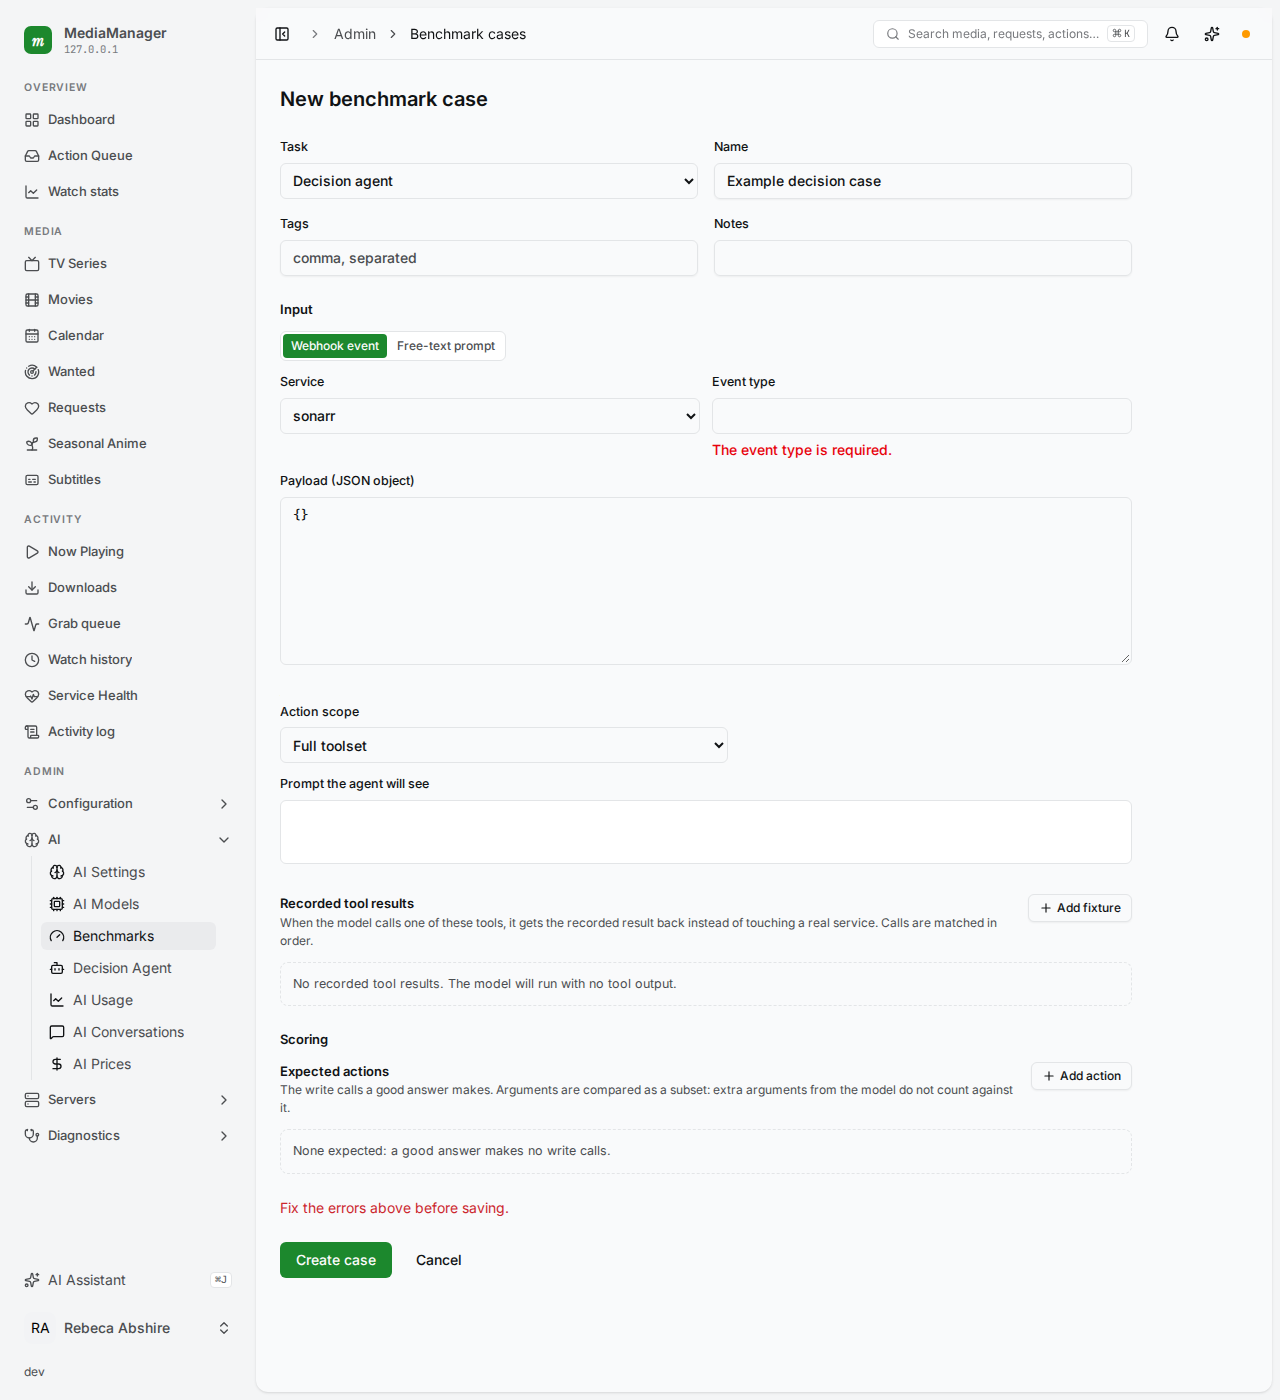 MediaManager
127.0.0.1
OVERVIEW
Dashboard
Action Queue
Watch stats
MEDIA
TV Series
Movies
Calendar
Wanted
Requests
Seasonal Anime
Subtitles
ACTIVITY
Now Playing
Downloads
Grab queue
Watch history
Service Health
Activity log
ADMIN
Configuration
AI
AI Settings
AI Models
Benchmarks
Decision Agent
AI Usage
AI Conversations
AI Prices
Servers
Diagnostics
AI Assistant ⌘J
RA Rebeca Abshire
dev
Admin Benchmark cases
Search media, requests, actions... ⌘K
New benchmark case
Task Name
Decision agent Example decision case
Tags Notes
comma, separated
Input
Webhook event Free-text prompt
Service Event type
sonarr
The event type is required.
Payload (JSON object)
{}
Action scope
Full toolset
Prompt the agent will see
Recorded tool results
Add fixture
When the model calls one of these tools, it gets the recorded result back instead of touching a real service. Calls are matched in
order.
No recorded tool results. The model will run with no tool output.
Scoring
Expected actions
Add action
The write calls a good answer makes. Arguments are compared as a subset: extra arguments from the model do not count against
it.
None expected: a good answer makes no write calls.
Fix the errors above before saving.
Create case Cancel